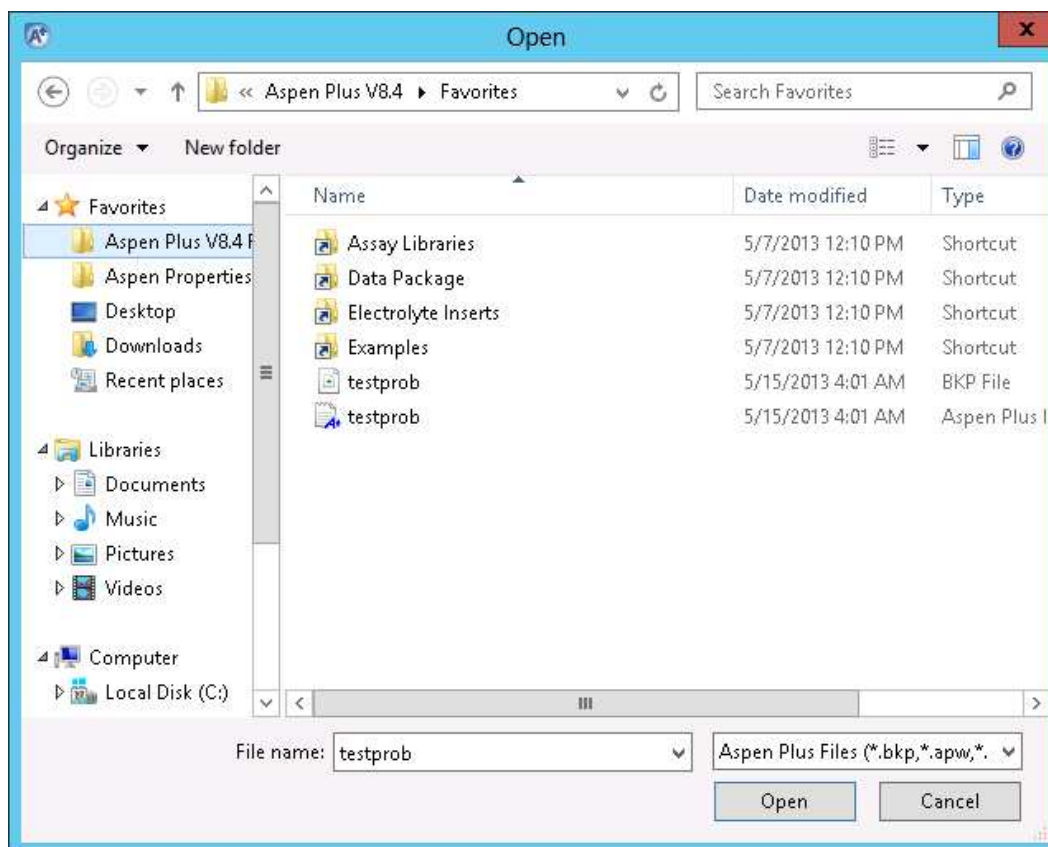 Open
« Aspen Plus V8.4 ▸ Favorites
Search Favorites
Organize
New folder
Name
Date modified
Type
Favorites
Aspen Plus V8.4 F
Aspen Properties
Desktop
Downloads
Recent places
Libraries
Documents
Music
Pictures
Videos
Computer
Local Disk (C:)
Assay Libraries 5/7/2013 12:10 PM Shortcut
Data Package 5/7/2013 12:10 PM Shortcut
Electrolyte Inserts 5/7/2013 12:10 PM Shortcut
Examples 5/7/2013 12:10 PM Shortcut
testprob 5/15/2013 4:01 AM BKP File
testprob 5/15/2013 4:01 AM Aspen Plus I
File name: testprob
Aspen Plus Files (*.bkp,*.apw,*.
Open
Cancel